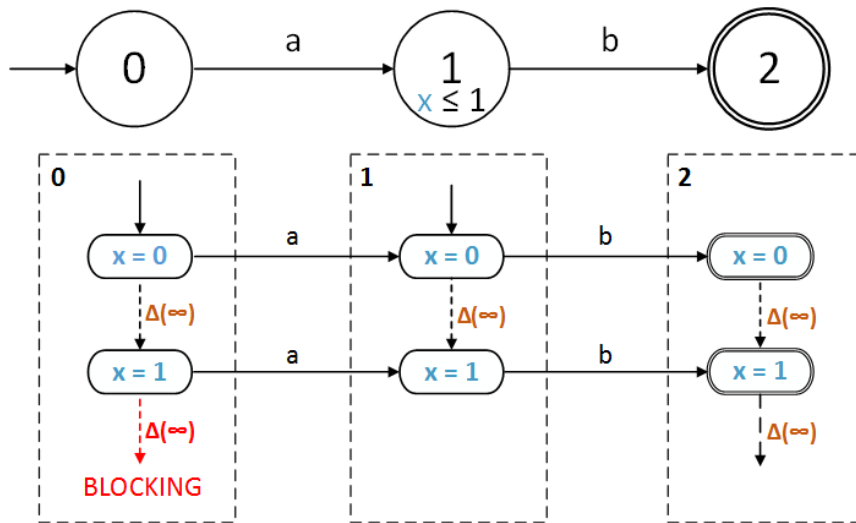 0 a 1 b 2
x ≤ 1
0 1 2
a b
x = 0 x = 0 x = 0
Δ(∞) Δ(∞) Δ(∞)
a b
x = 1 x = 1 x = 1
Δ(∞) Δ(∞)
BLOCKING